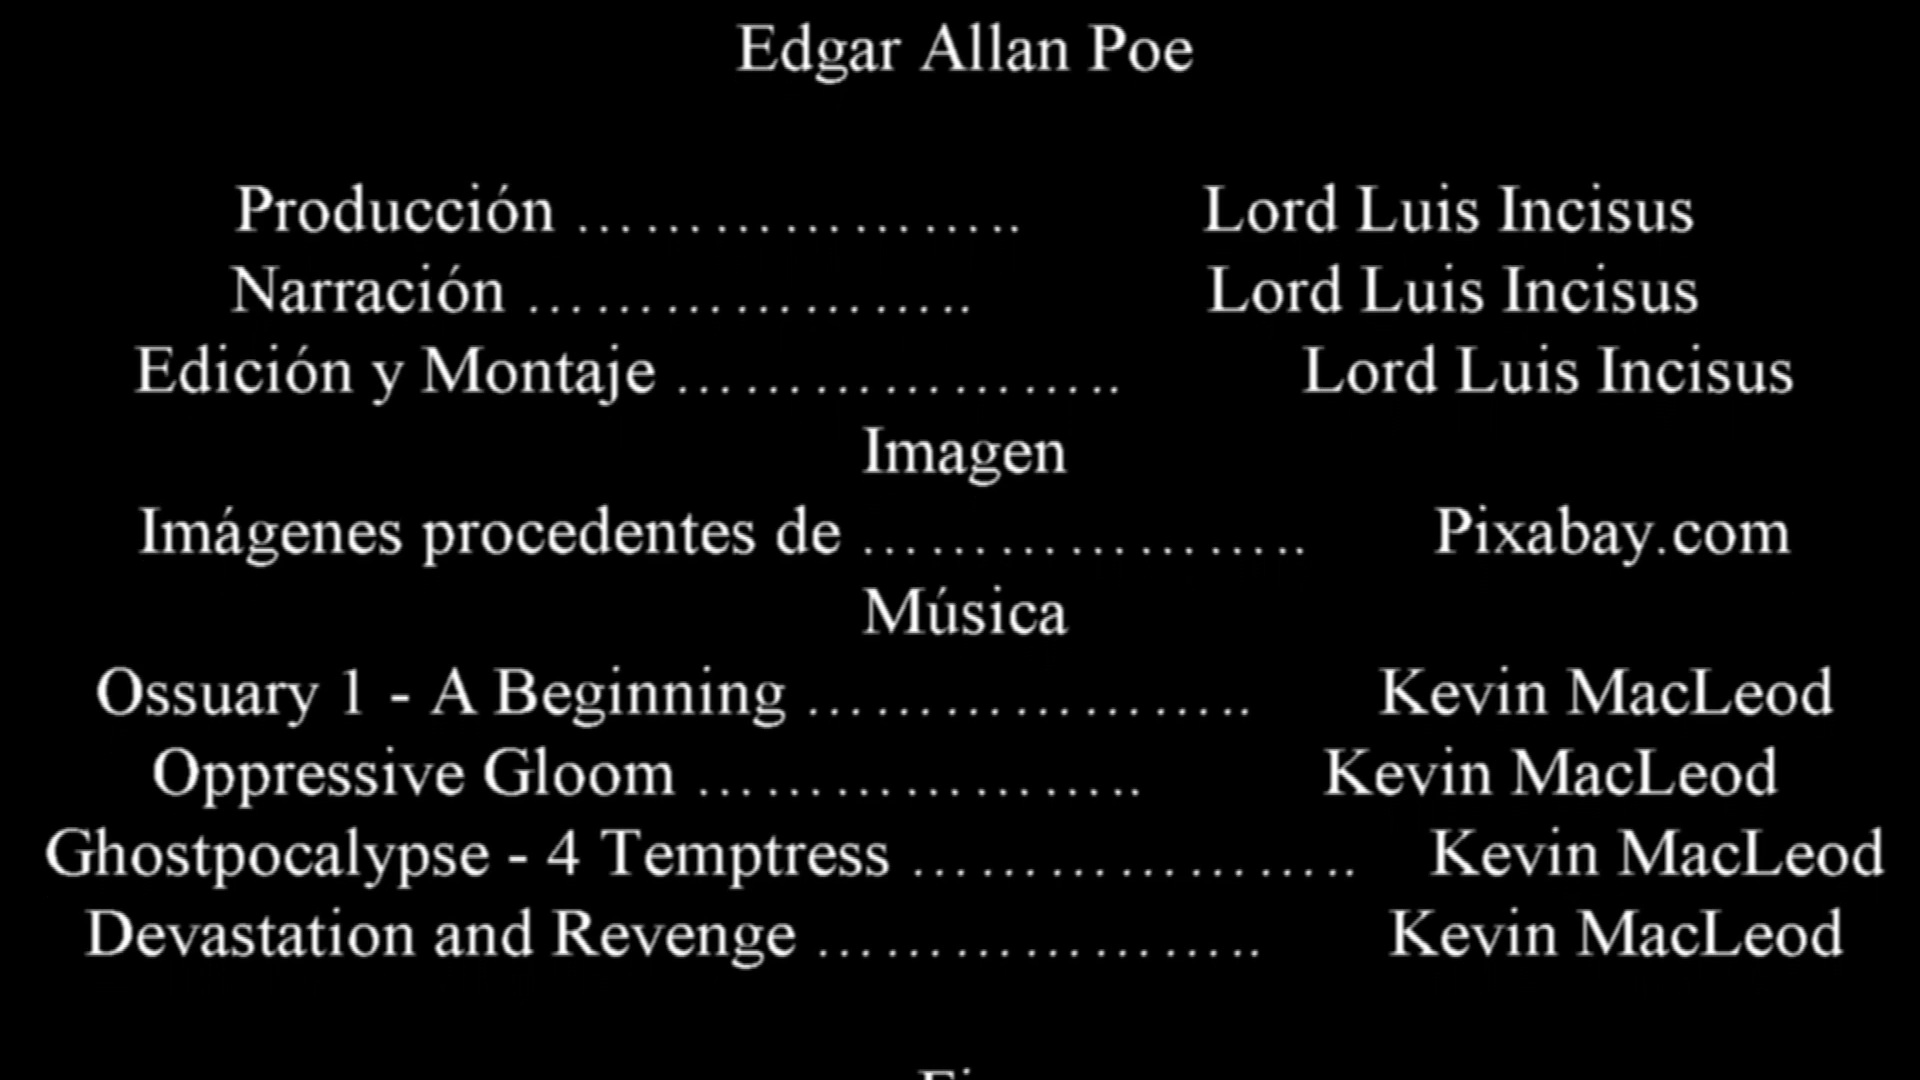 Edgar Allan Poe
Producción ………………….. Lord Luis Incisus
Narración ………………….. Lord Luis Incisus
Edición y Montaje ………………….. Lord Luis Incisus
Imagen
Imágenes procedentes de ………………….. Pixabay.com
Música
Ossuary 1 - A Beginning ………………….. Kevin MacLeod
Oppressive Gloom ………………….. Kevin MacLeod
Ghostpocalypse - 4 Temptress ………………….. Kevin MacLeod
Devastation and Revenge ………………….. Kevin MacLeod